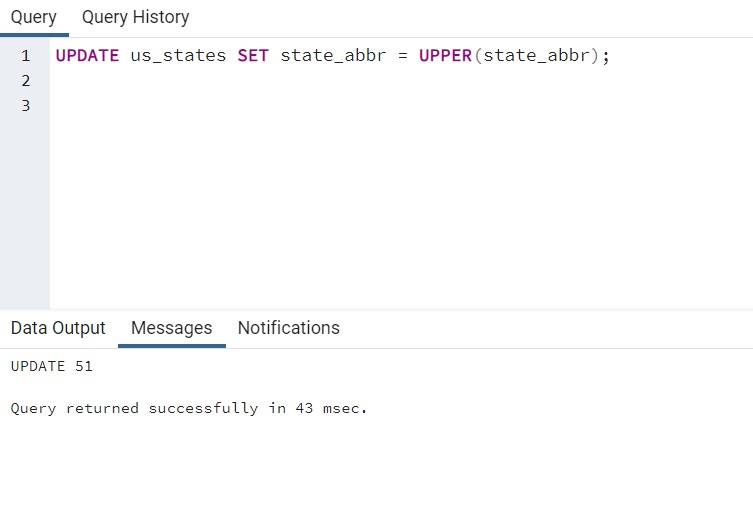 Query Query History
1 UPDATE us_states SET state_abbr = UPPER(state_abbr);
2
3
Data Output Messages Notifications
UPDATE 51
Query returned successfully in 43 msec.